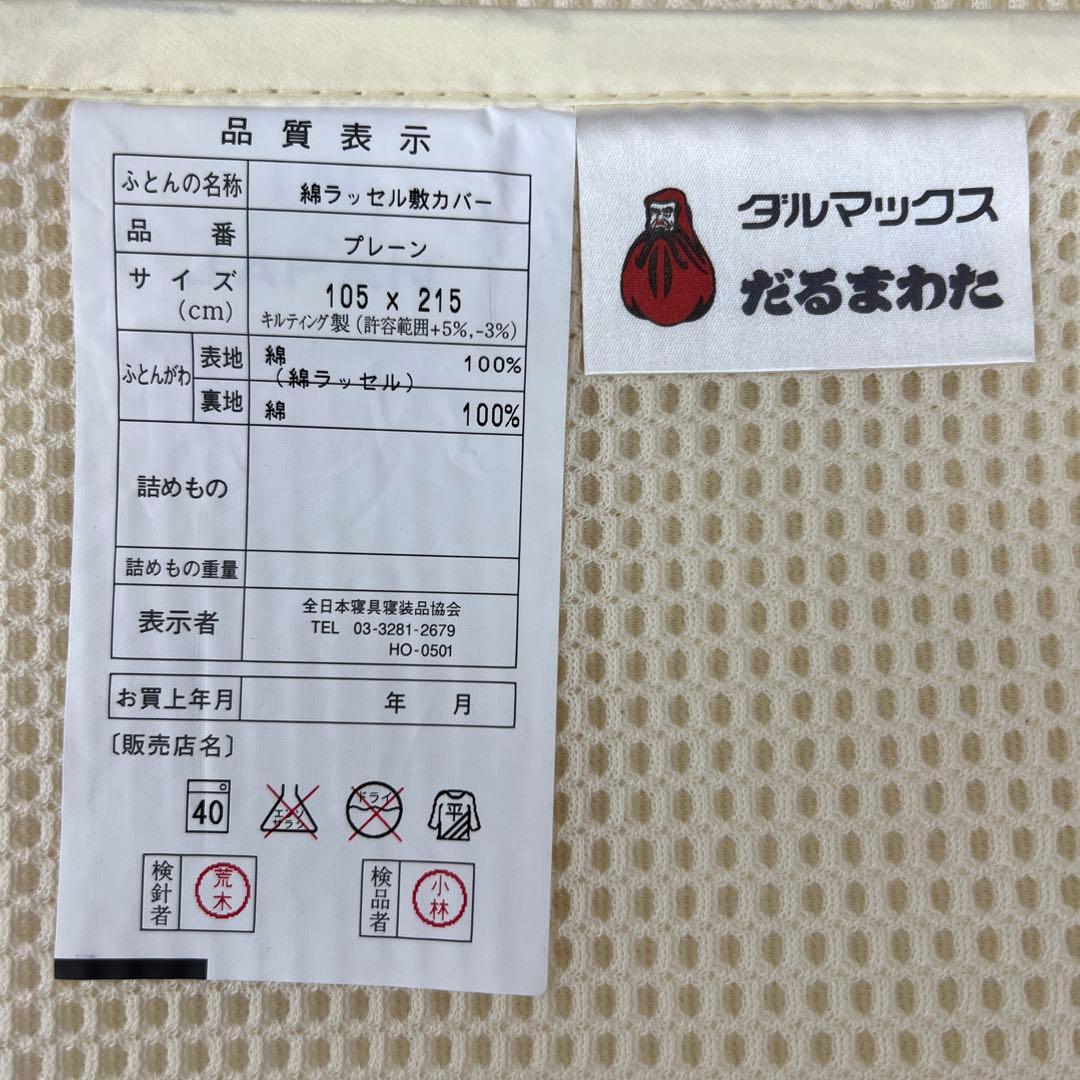 品質表示
ふとんの名称 綿ラッセル敷カバー
品番 プレーン
サイズ(cm) 105 x 215
キルティング製(許容範囲+5%,-3%)
ふとんがわ 表地 綿 100%
(綿ラッセル)
裏地 綿 100%
詰めもの
詰めもの重量
表示者 全日本寝具寝装品協会
TEL 03-3281-2679
HO-0501
お買上年月 年 月
〔販売店名〕
40 エンソサラシ ドライ 平
検針者 荒木 検品者 小林
ダルマックス
だるまわた